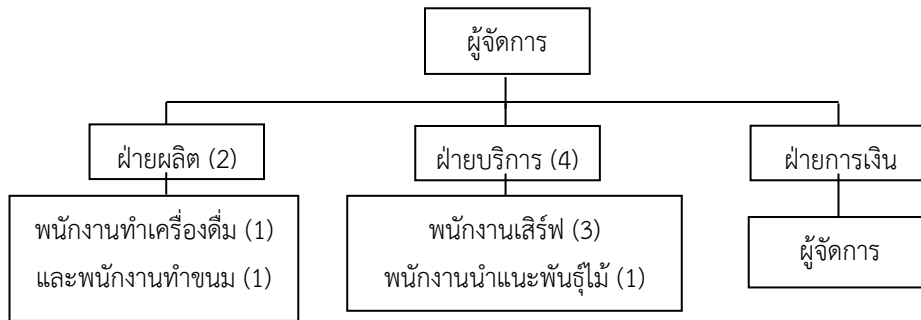 ผู้จัดการ
ฝ่ายผลิต (2)
ฝ่ายบริการ (4)
ฝ่ายการเงิน
พนักงานทำเครื่องดื่ม (1)
และพนักงานทำขนม (1)
พนักงานเสิร์ฟ (3)
พนักงานนำแนะพันธุ์ไม้ (1)
ผู้จัดการ